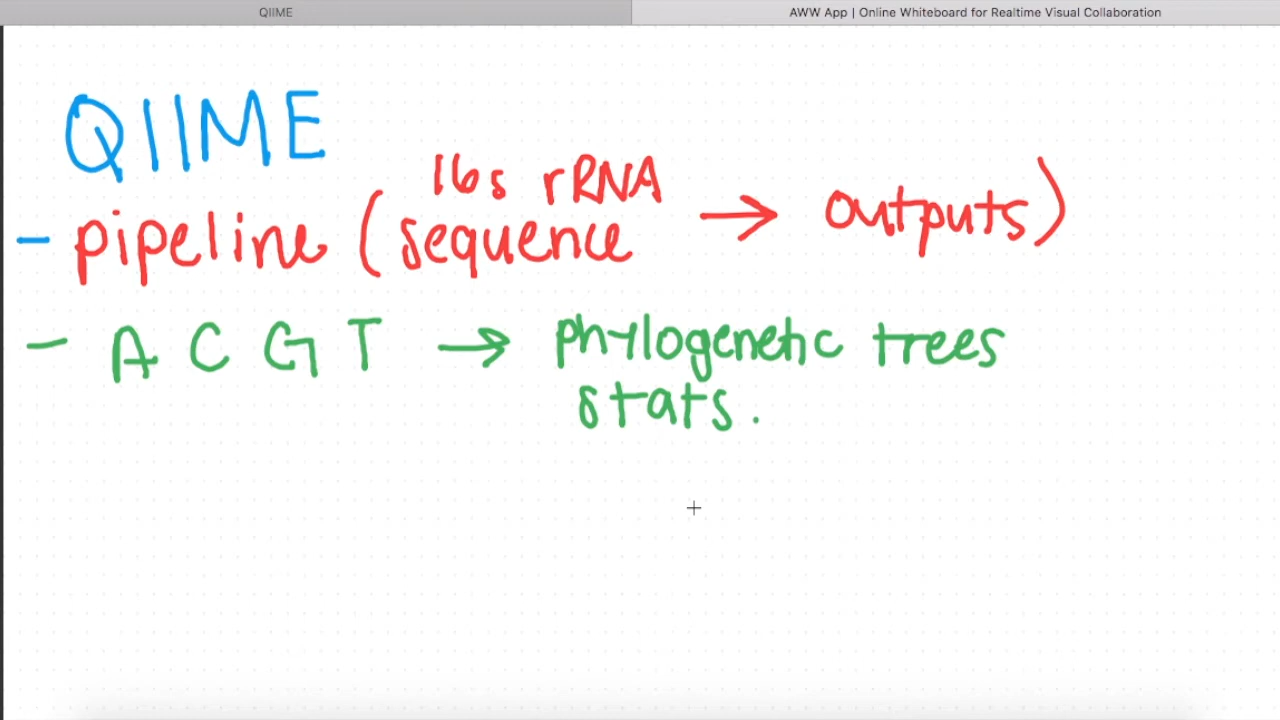 QIIME
AWW App | Online Whiteboard for Realtime Visual Collaboration
QIIME
16s rRNA
- pipeline (sequence → outputs)
- A C G T → phylogenetic trees
stats.